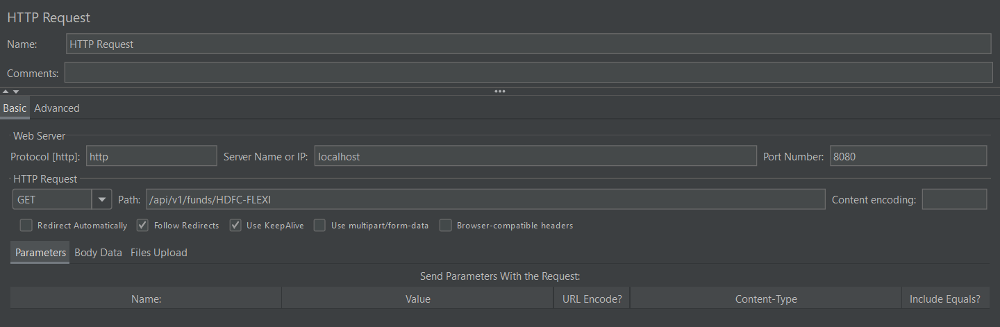 HTTP Request
Name: HTTP Request
Comments:
Basic Advanced
Web Server
Protocol [http]: http Server Name or IP: localhost Port Number: 8080
HTTP Request
GET Path: /api/v1/funds/HDFC-FLEXI Content encoding:
Redirect Automatically Follow Redirects Use KeepAlive Use multipart/form-data Browser-compatible headers
Parameters Body Data Files Upload
Send Parameters With the Request:
Name: Value URL Encode? Content-Type Include Equals?